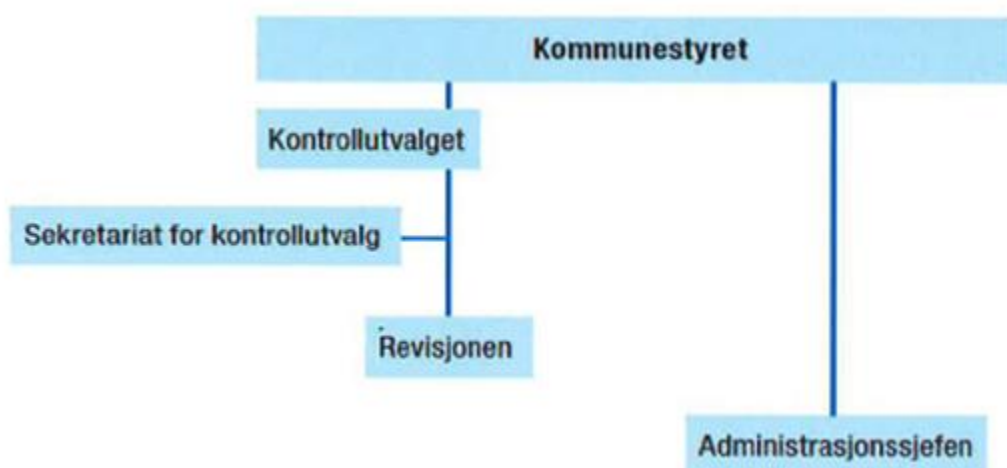 Kommunestyret
Kontrollutvalget
Sekretariat for kontrollutvalg
Revisjonen
Administrasjonssjefen